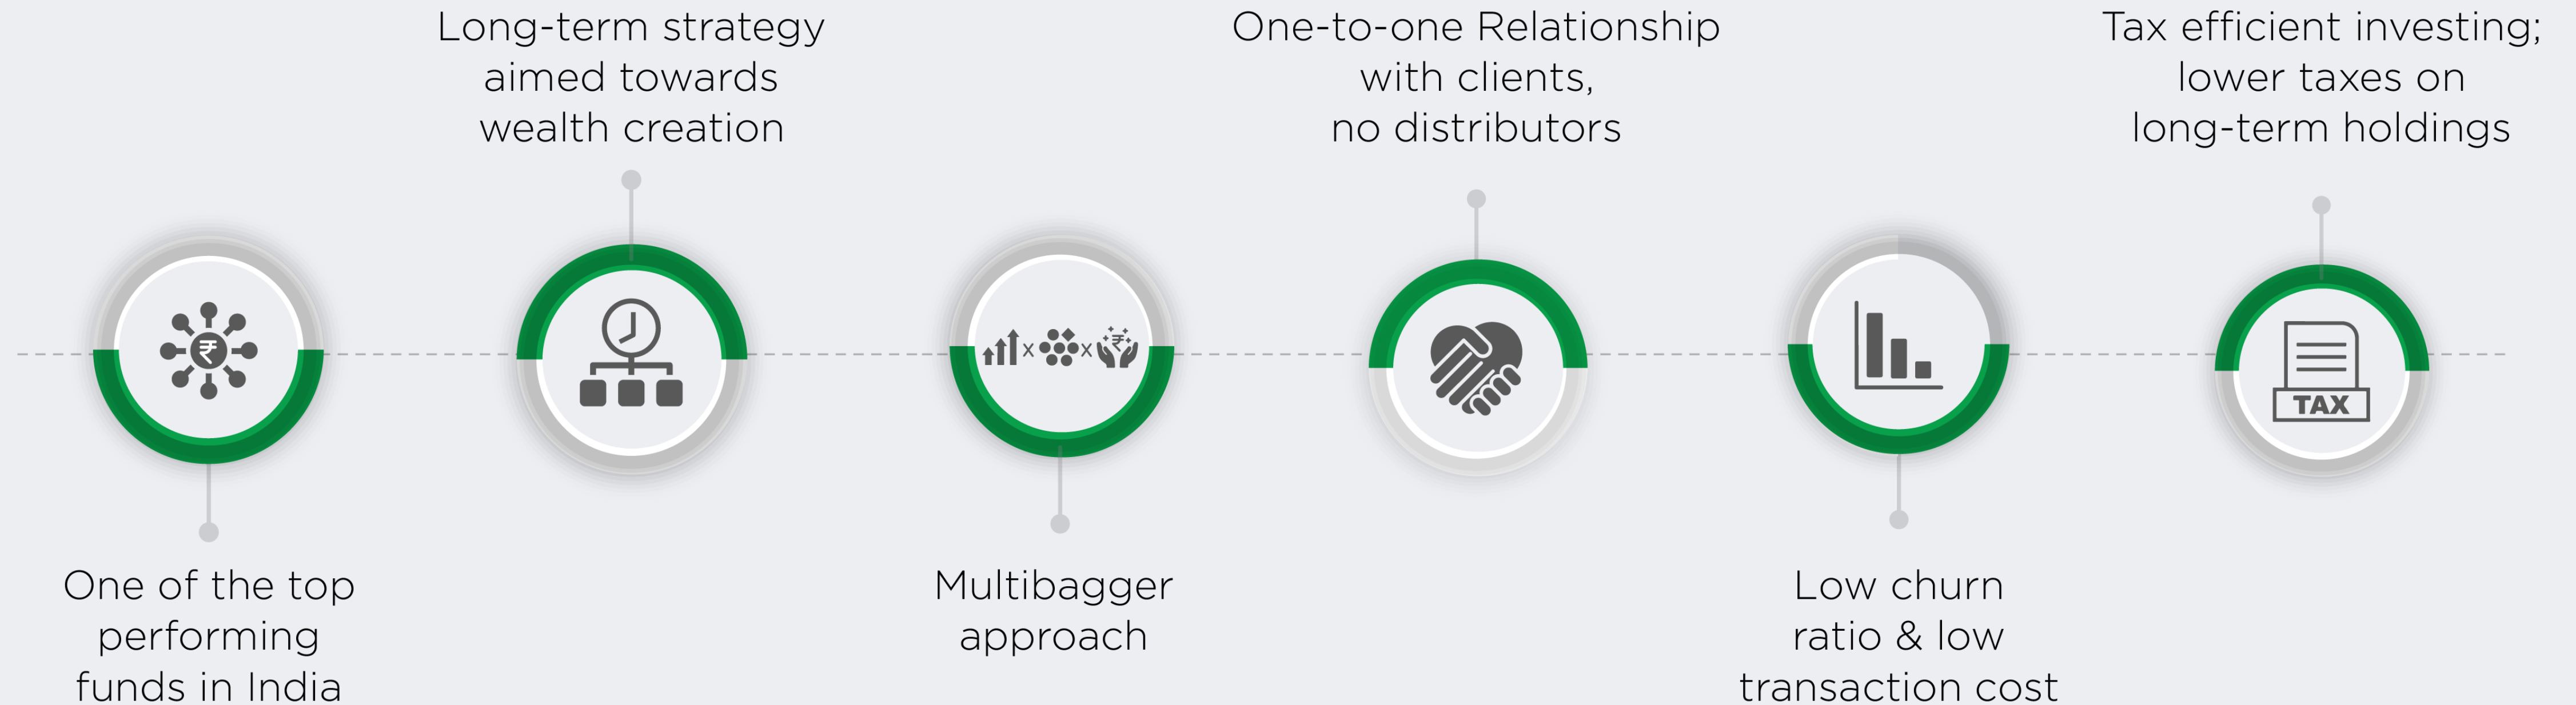 One of the top
performing
funds in India
Long-term strategy
aimed towards
wealth creation
x x
Multibagger
approach
One-to-one Relationship
with clients,
no distributors
Low churn
ratio & low
transaction cost
Tax efficient investing;
lower taxes on
long-term holdings
TAX